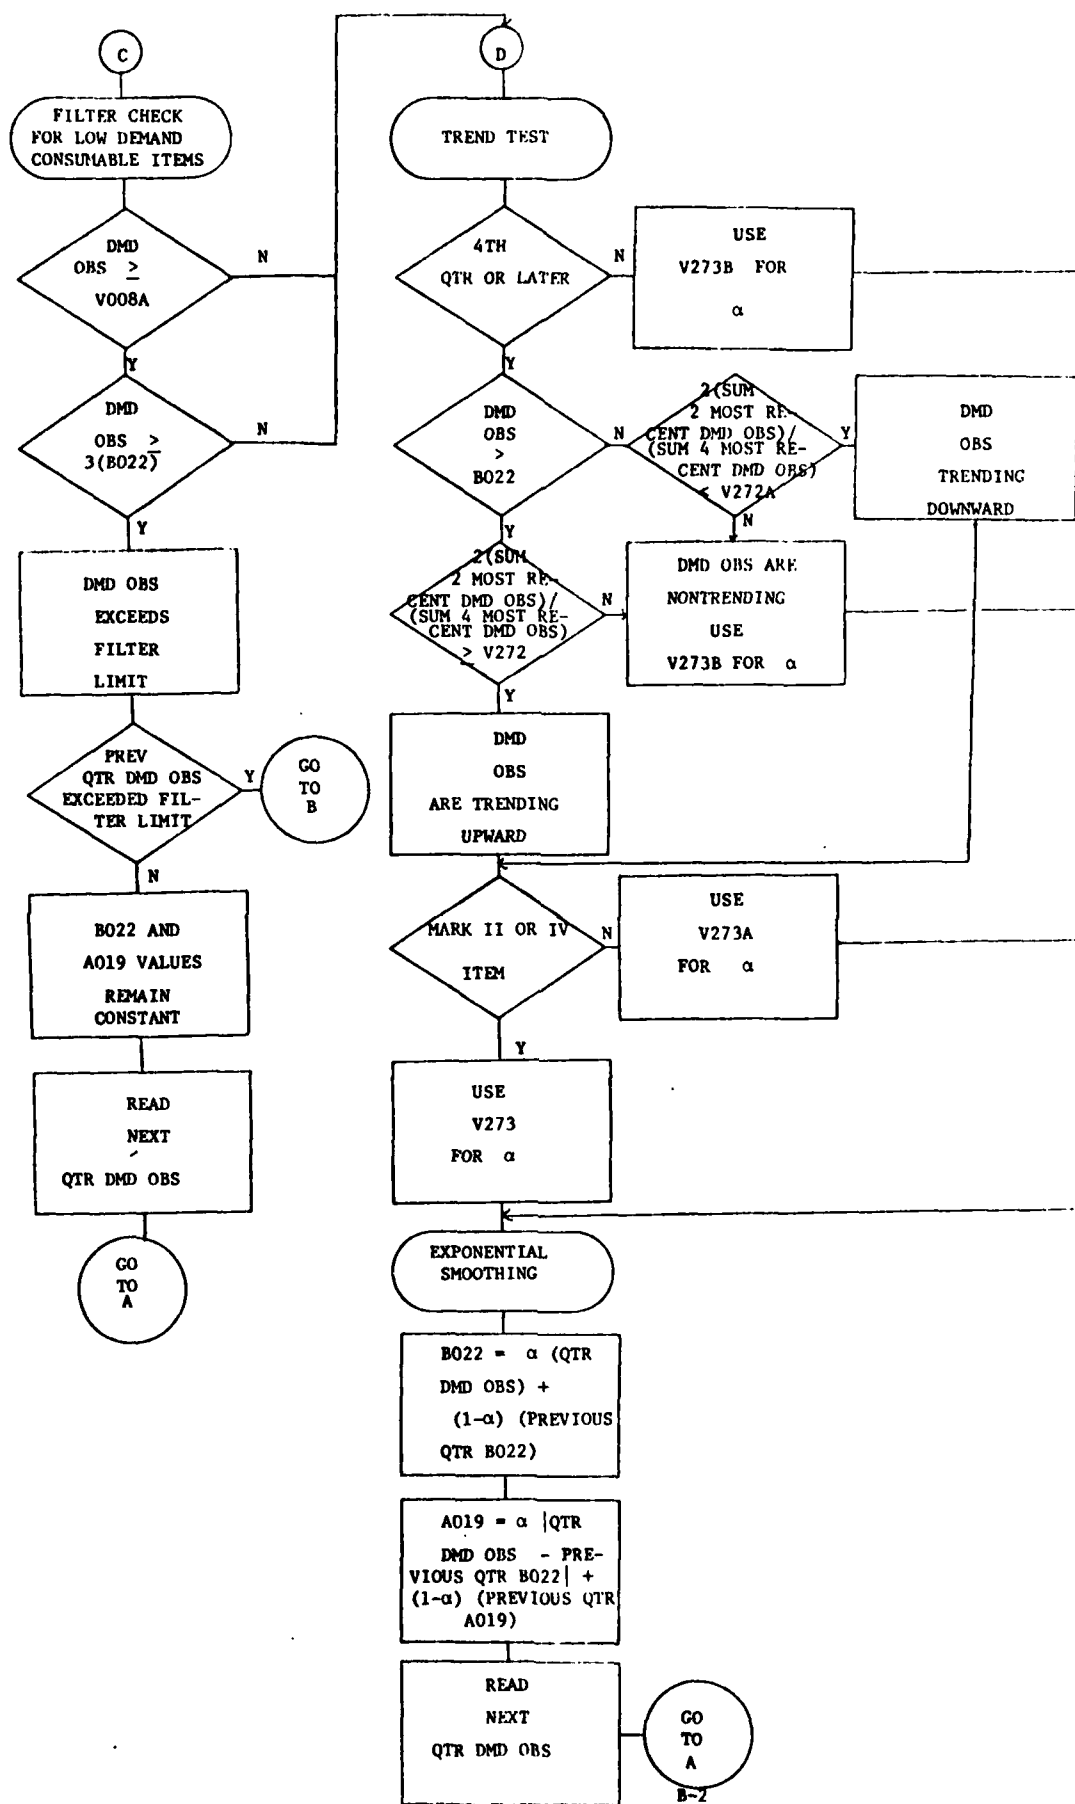 C
FILTER CHECK
FOR LOW DEMAND
CONSUMABLE ITEMS
DMD
OBS ≥
V008A
N
Y
DMD
OBS ≥
3(B022)
N
Y
DMD OBS
EXCEEDS
FILTER
LIMIT
PREV
QTR DMD OBS
EXCEEDED FIL-
TER LIMIT
Y
GO
TO
B
N
B022 AND
A019 VALUES
REMAIN
CONSTANT
READ
NEXT
QTR DMD OBS
GO
TO
A
D
TREND TEST
4TH
QTR OR LATER
N
USE
V273B FOR
α
Y
DMD
OBS
>
B022
N
2(SUM
2 MOST RE-
CENT DMD OBS)/
(SUM 4 MOST RE-
CENT DMD OBS)
< V272A
Y
DMD
OBS
TRENDING
DOWNWARD
N
Y
2(SUM
2 MOST RE-
CENT DMD OBS)/
(SUM 4 MOST RE-
CENT DMD OBS)
≥ V272
N
DMD OBS ARE
NONTRENDING
USE
V273B FOR α
Y
DMD
OBS
ARE TRENDING
UPWARD
MARK II OR IV
ITEM
N
USE
V273A
FOR α
Y
USE
V273
FOR α
EXPONENTIAL
SMOOTHING
B022 = α (QTR
DMD OBS) +
(1-α) (PREVIOUS
QTR B022)
A019 = α |QTR
DMD OBS - PRE-
VIOUS QTR B022| +
(1-α) (PREVIOUS QTR
A019)
READ
NEXT
QTR DMD OBS
GO
TO
A
B-2